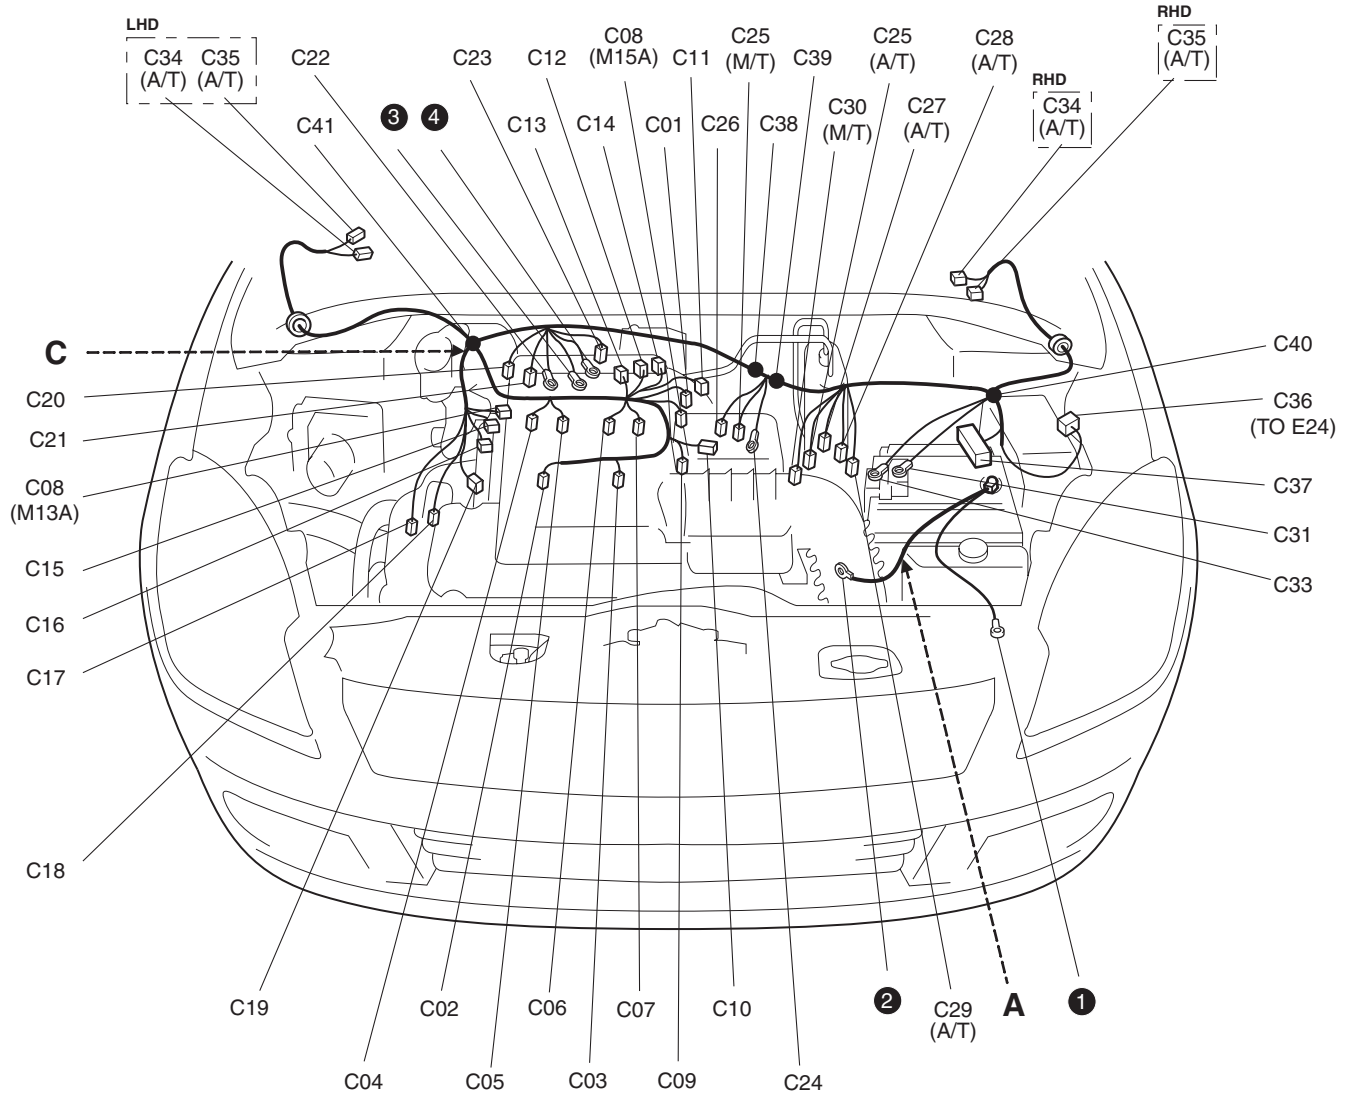 LHD
RHD
C34 C35 C22 C23 C12 C08 C11 C25 C39 C25 C28 C35
(A/T) (A/T) (M15A) (M/T) (A/T) (A/T) (A/T)
RHD
C41 3 4 C13 C14 C01 C26 C38 C30 C27 C34
(M/T) (A/T) (A/T)
C
C40
C20
C36
(TO E24)
C21
C08
(M13A)
C37
C31
C15
C33
C16
C17
C18
C19 C02 C06 C07 C10 2 C29 A 1
(A/T)
C04 C05 C03 C09 C24